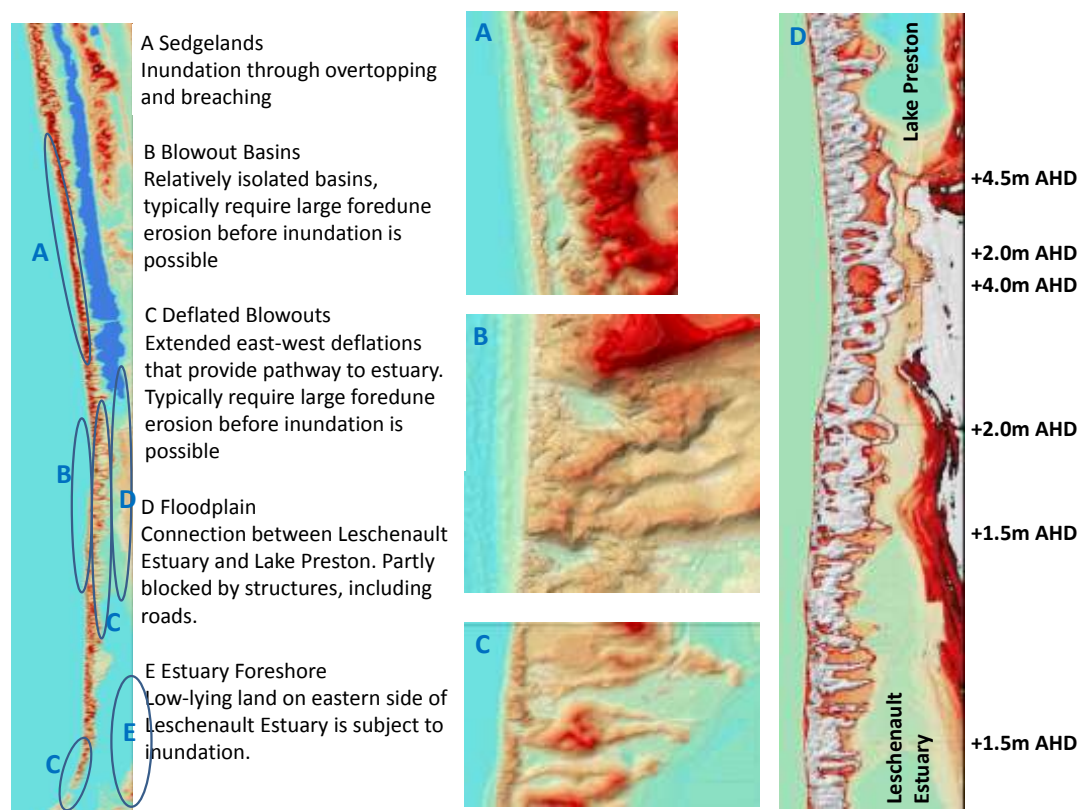 A Sedgelands
Inundation through overtopping
and breaching
B Blowout Basins
Relatively isolated basins,
typically require large foredune
erosion before inundation is
possible
C Deflated Blowouts
Extended east-west deflations
that provide pathway to estuary.
Typically require large foredune
erosion before inundation is
possible
D Floodplain
Connection between Leschenault
Estuary and Lake Preston. Partly
blocked by structures, including
roads.
E Estuary Foreshore
Low-lying land on eastern side of
Leschenault Estuary is subject to
inundation.
A
B
D
C
E
C
A
B
C
D
Lake Preston
+4.5m AHD
+2.0m AHD
+4.0m AHD
+2.0m AHD
+1.5m AHD
+1.5m AHD
Leschenault
Estuary